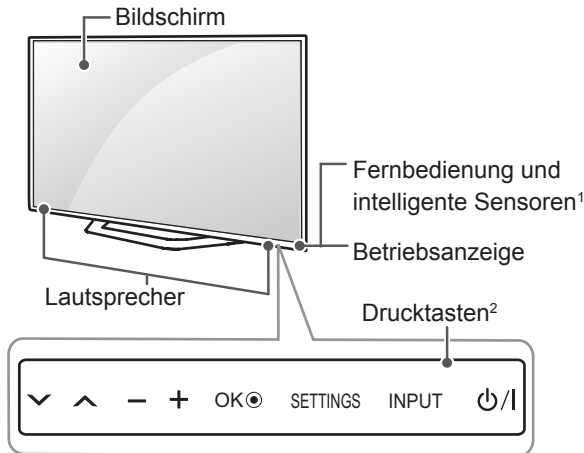 Bildschirm
Fernbedienung und
intelligente Sensoren¹
Betriebsanzeige
Lautsprecher
Drucktasten²
− + OK SETTINGS INPUT ⏻/I